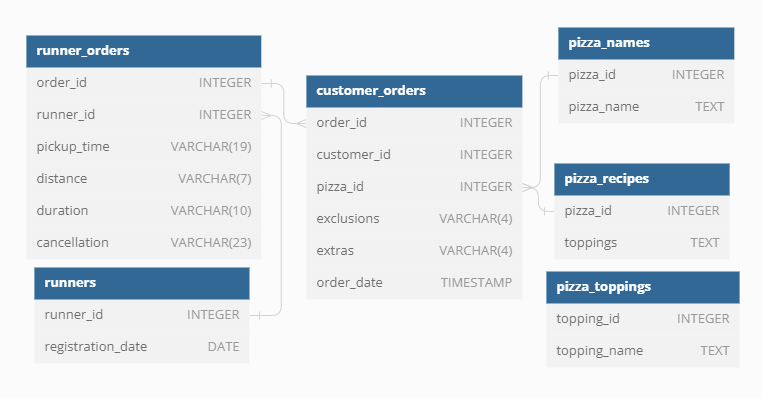 runner_orders
order_id INTEGER
runner_id INTEGER
pickup_time VARCHAR(19)
distance VARCHAR(7)
duration VARCHAR(10)
cancellation VARCHAR(23)
runners
runner_id INTEGER
registration_date DATE
customer_orders
order_id INTEGER
customer_id INTEGER
pizza_id INTEGER
exclusions VARCHAR(4)
extras VARCHAR(4)
order_date TIMESTAMP
pizza_names
pizza_id INTEGER
pizza_name TEXT
pizza_recipes
pizza_id INTEGER
toppings TEXT
pizza_toppings
topping_id INTEGER
topping_name TEXT